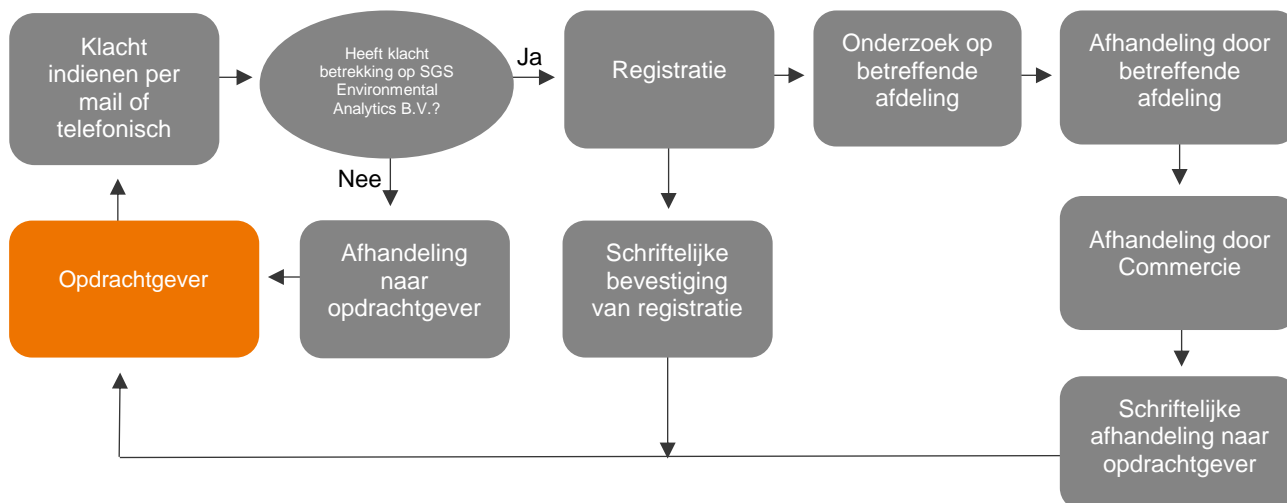 Klacht
indienen per
mail of
telefonisch
Heeft klacht
betrekking op SGS
Environmental
Analytics B.V.?
Ja
Registratie
Onderzoek op
betreffende
afdeling
Afhandeling door
betreffende
afdeling
Nee
Opdrachtgever
Afhandeling
naar
opdrachtgever
Schriftelijke
bevestiging
van registratie
Afhandeling door
Commercie
Schriftelijke
afhandeling naar
opdrachtgever